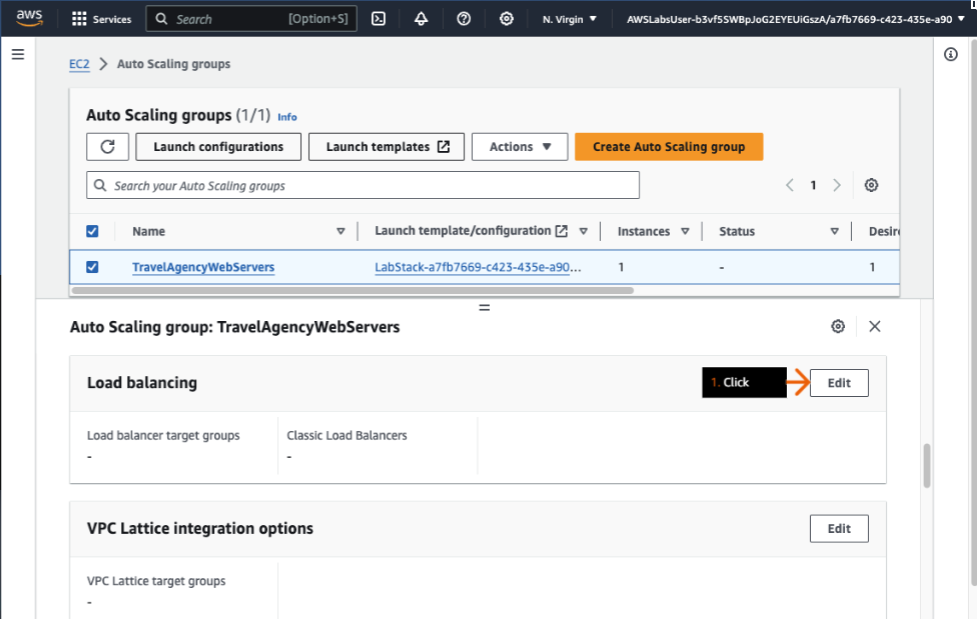 aws Services Search [Option+S] N. Virgin ▼ AWSLabsUser-b3vf5SWBpJoG2EYEUiGszA/a7fb7669-c423-435e-a90 ▼
EC2 > Auto Scaling groups
Auto Scaling groups (1/1) Info
Launch configurations Launch templates Actions ▼ Create Auto Scaling group
Search your Auto Scaling groups < 1 >
Name Launch template/configuration Instances Status Desire
TravelAgencyWebServers LabStack-a7fb7669-c423-435e-a90... 1 - 1
Auto Scaling group: TravelAgencyWebServers
Load balancing 1. Click Edit
Load balancer target groups Classic Load Balancers
- -
VPC Lattice integration options Edit
VPC Lattice target groups
-